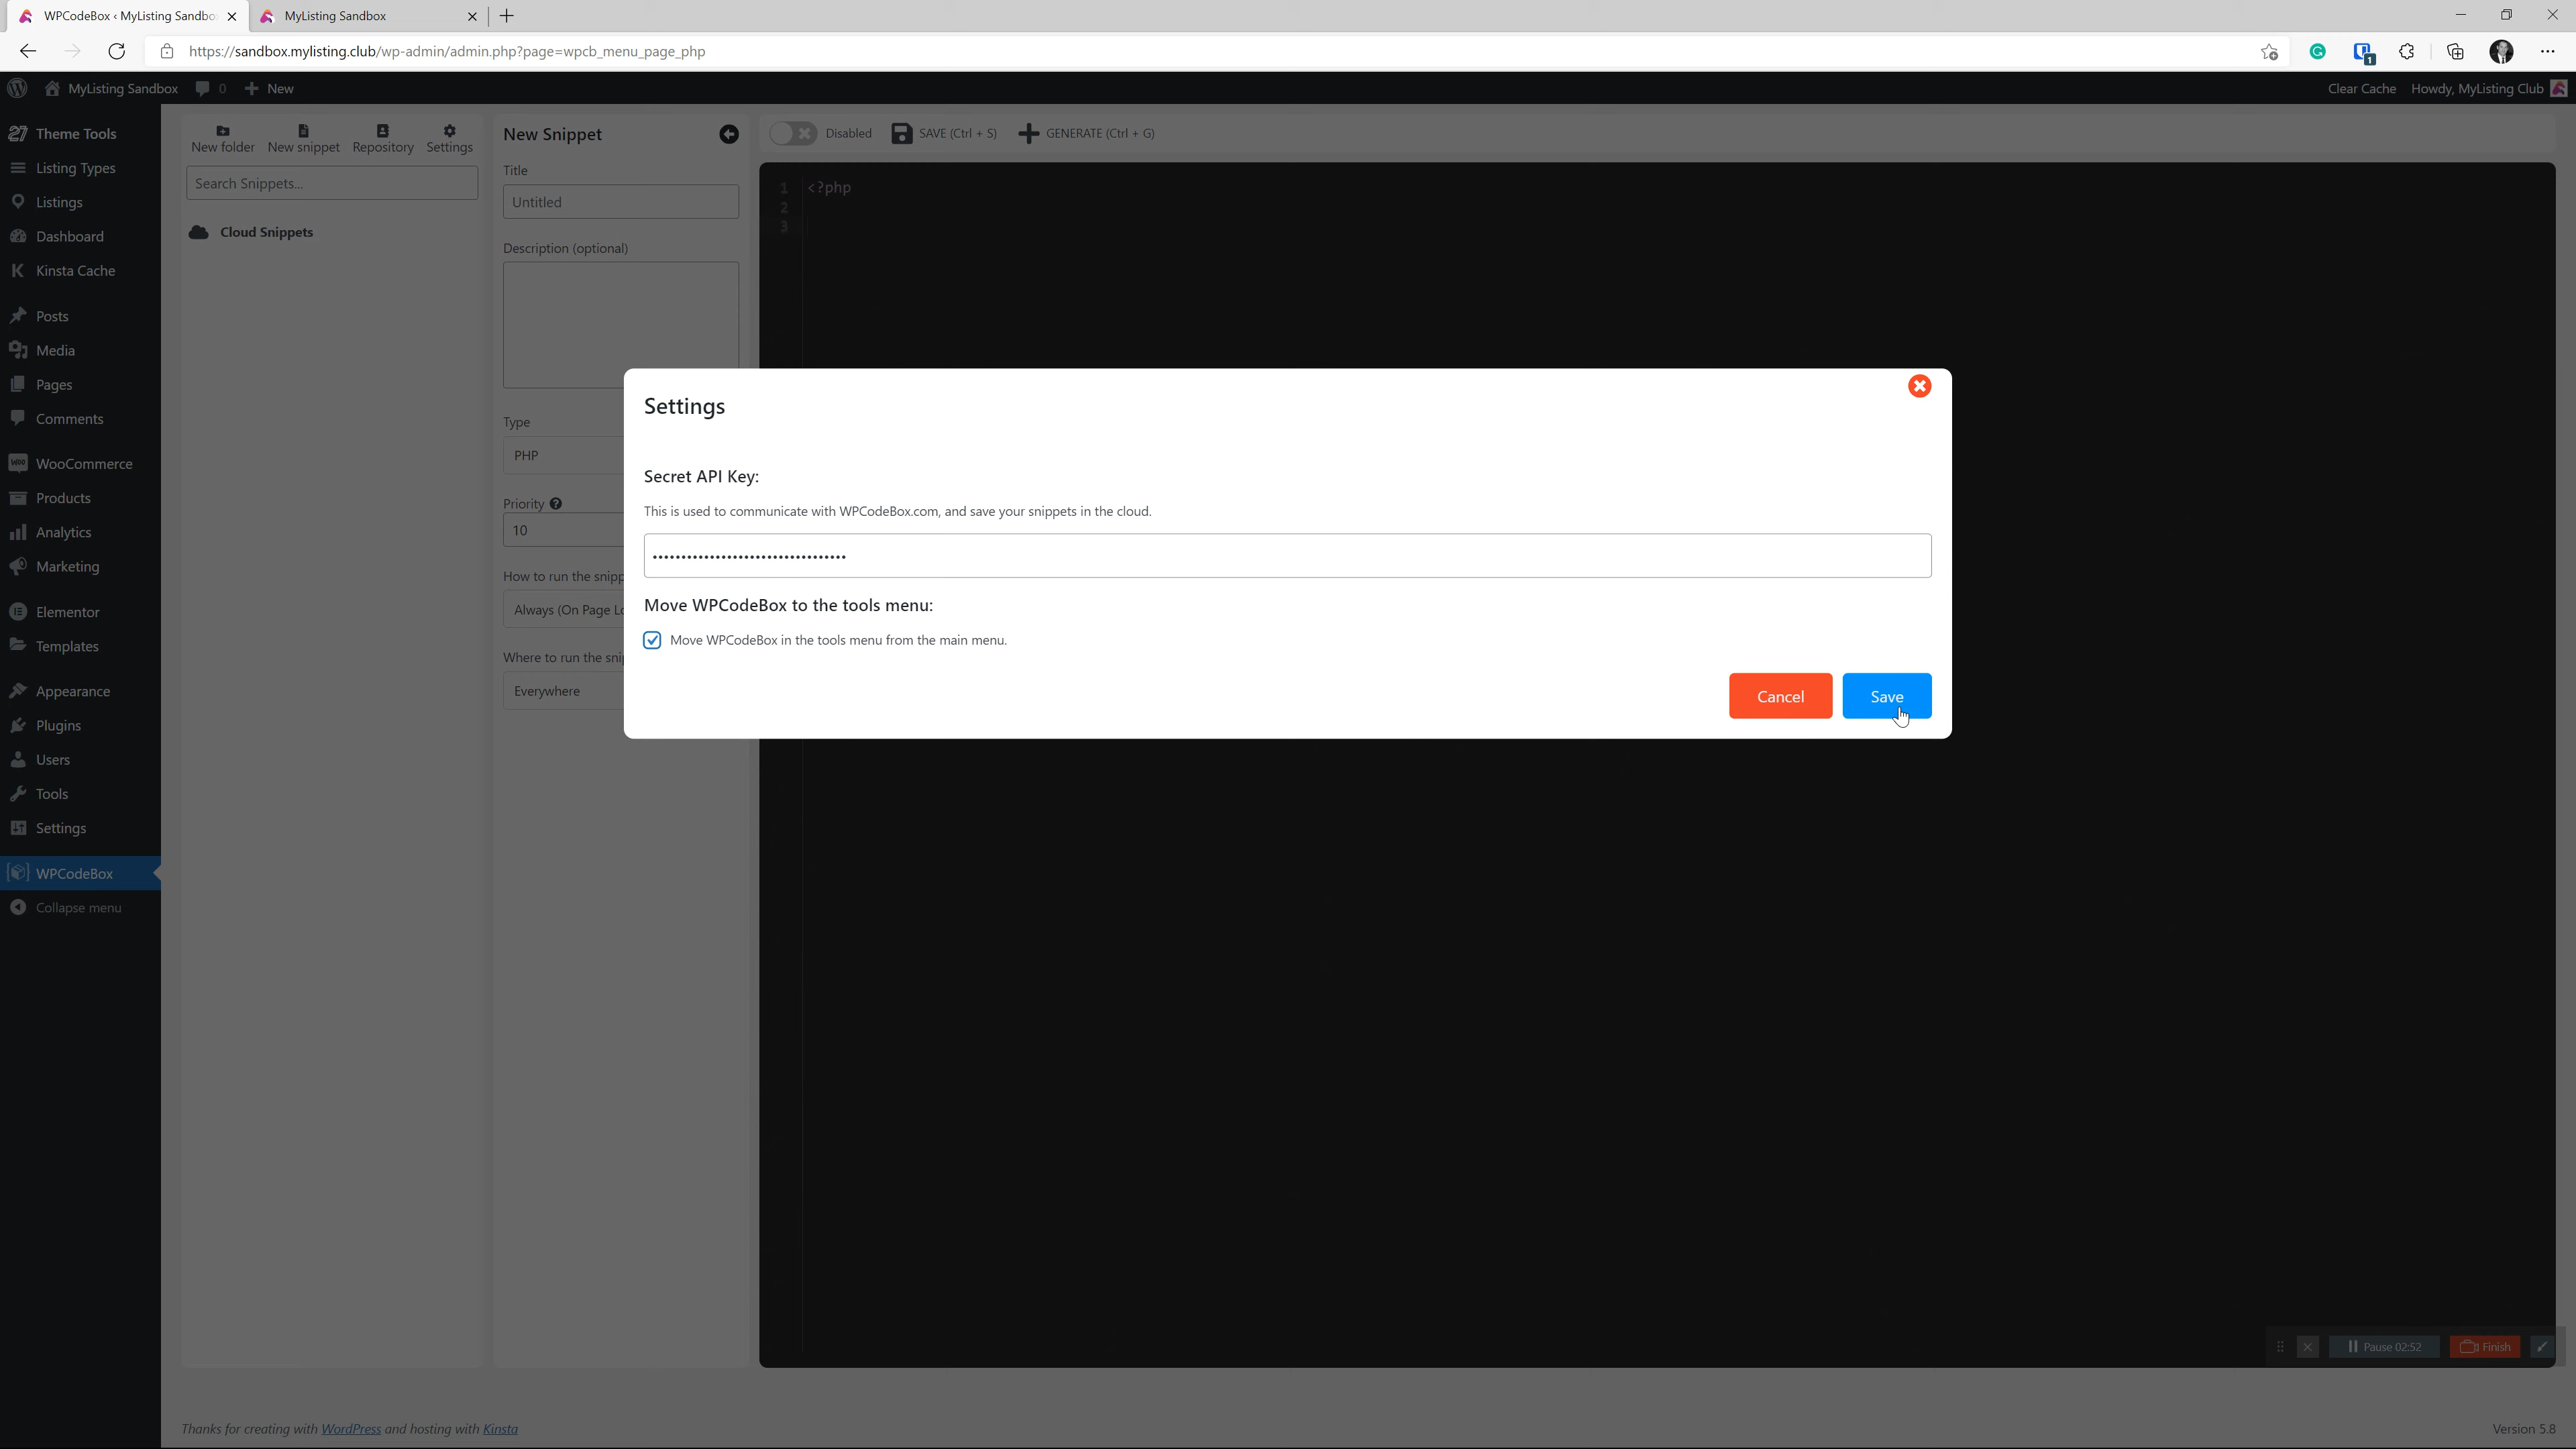 WPCodeBox ‹ MyListing Sandbo
MyListing Sandbox
https://sandbox.mylisting.club/wp-admin/admin.php?page=wpcb_menu_page_php
1
MyListing Sandbox
0
New
Clear Cache
Howdy, MyListing Club
27 Theme Tools
Listing Types
Listings
Dashboard
K Kinsta Cache
Posts
Media
Pages
Comments
Woo WooCommerce
Products
Analytics
Marketing
Elementor
Templates
Appearance
Plugins
Users
Tools
Settings
WPCodeBox
Collapse menu
New folder
New snippet
Repository
Settings
Search Snippets...
Cloud Snippets
New Snippet
Title
Untitled
Description (optional)
Type
PHP
Priority ?
10
How to run the snipp
Always (On Page Lo
Where to run the snip
Everywhere
Disabled
SAVE (Ctrl + S)
GENERATE (Ctrl + G)
1 <?php
2
3
Settings
Secret API Key:
This is used to communicate with WPCodeBox.com, and save your snippets in the cloud.
••••••••••••••••••••••••••••••••••
Move WPCodeBox to the tools menu:
Move WPCodeBox in the tools menu from the main menu.
Cancel
Save
Pause 02:52
Finish
Thanks for creating with WordPress and hosting with Kinsta
Version 5.8